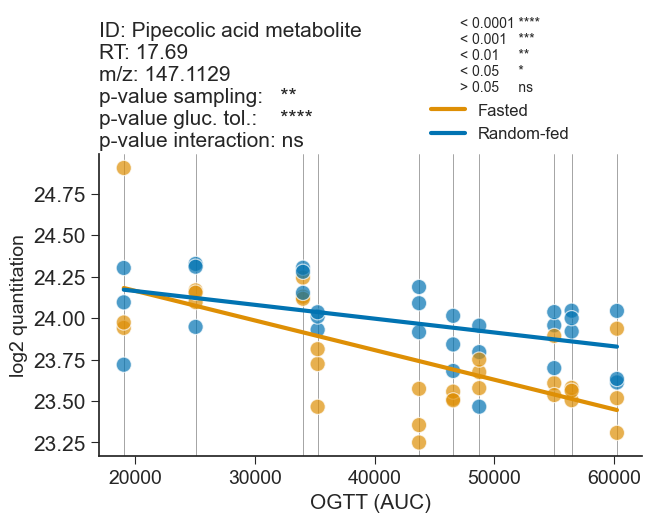 ID: Pipecolic acid metabolite
RT: 17.69
m/z: 147.1129
p-value sampling: **
p-value gluc. tol.: ****
p-value interaction: ns
< 0.0001 ****
< 0.001 ***
< 0.01 **
< 0.05 *
> 0.05 ns
Fasted
Random-fed
log2 quantitation
24.75
24.50
24.25
24.00
23.75
23.50
23.25
20000 30000 40000 50000 60000
OGTT (AUC)